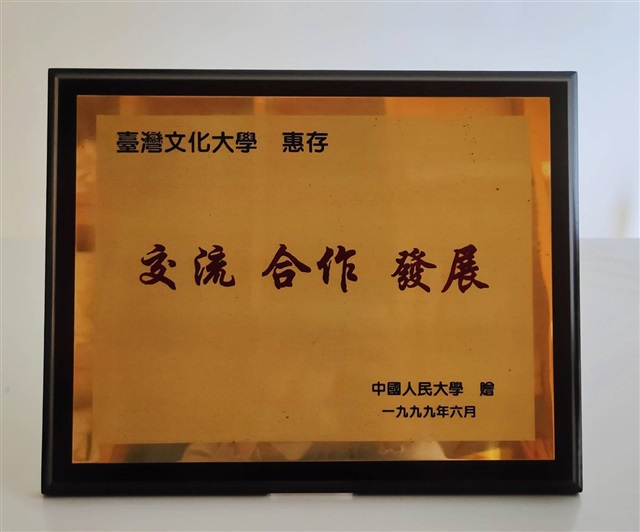 臺灣文化大學 惠存
交流 合作 發展
中國人民大學 贈
一九九九年六月